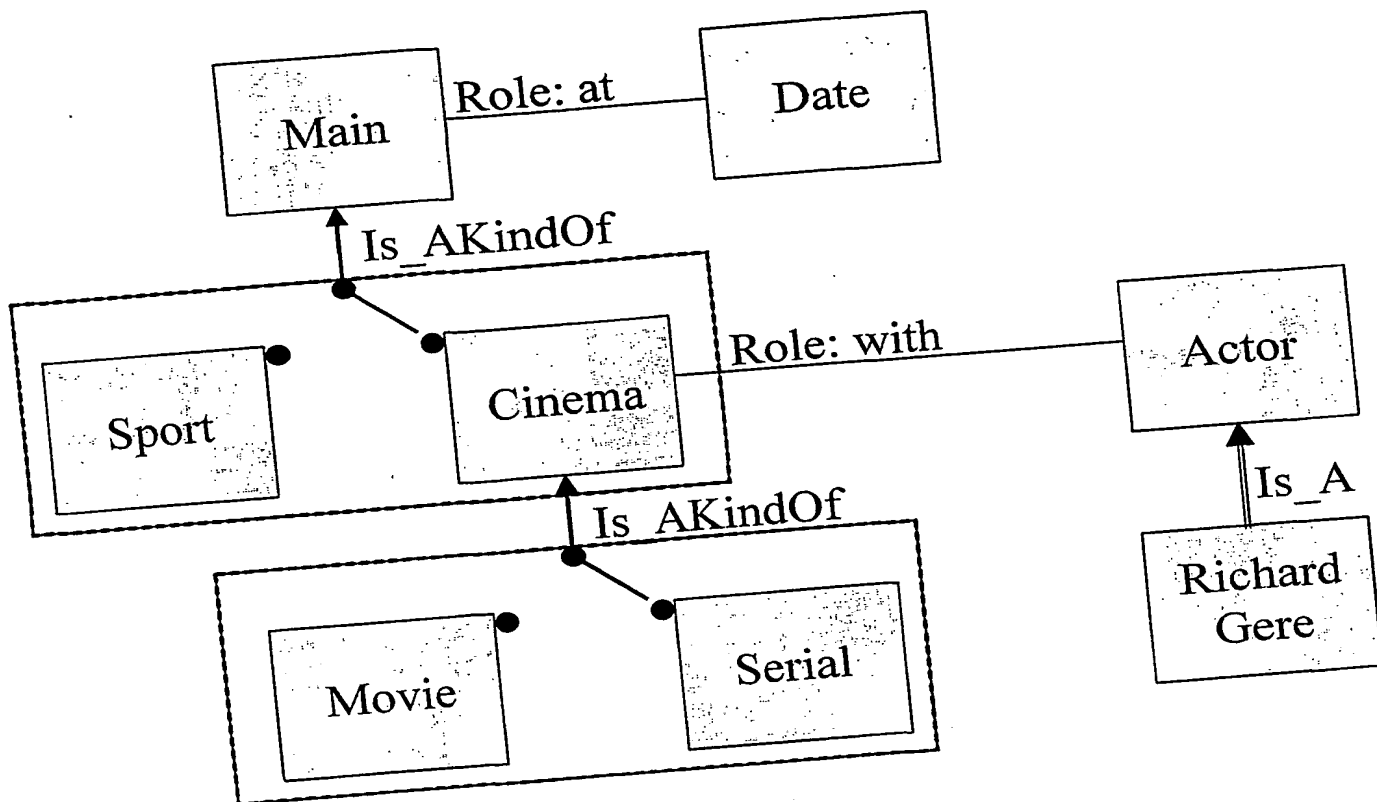 Main
Role: at
Date
Is_AKindOf
Sport
Cinema
Role: with
Actor
Is_AKindOf
Is_A
Movie
Serial
Richard
Gere